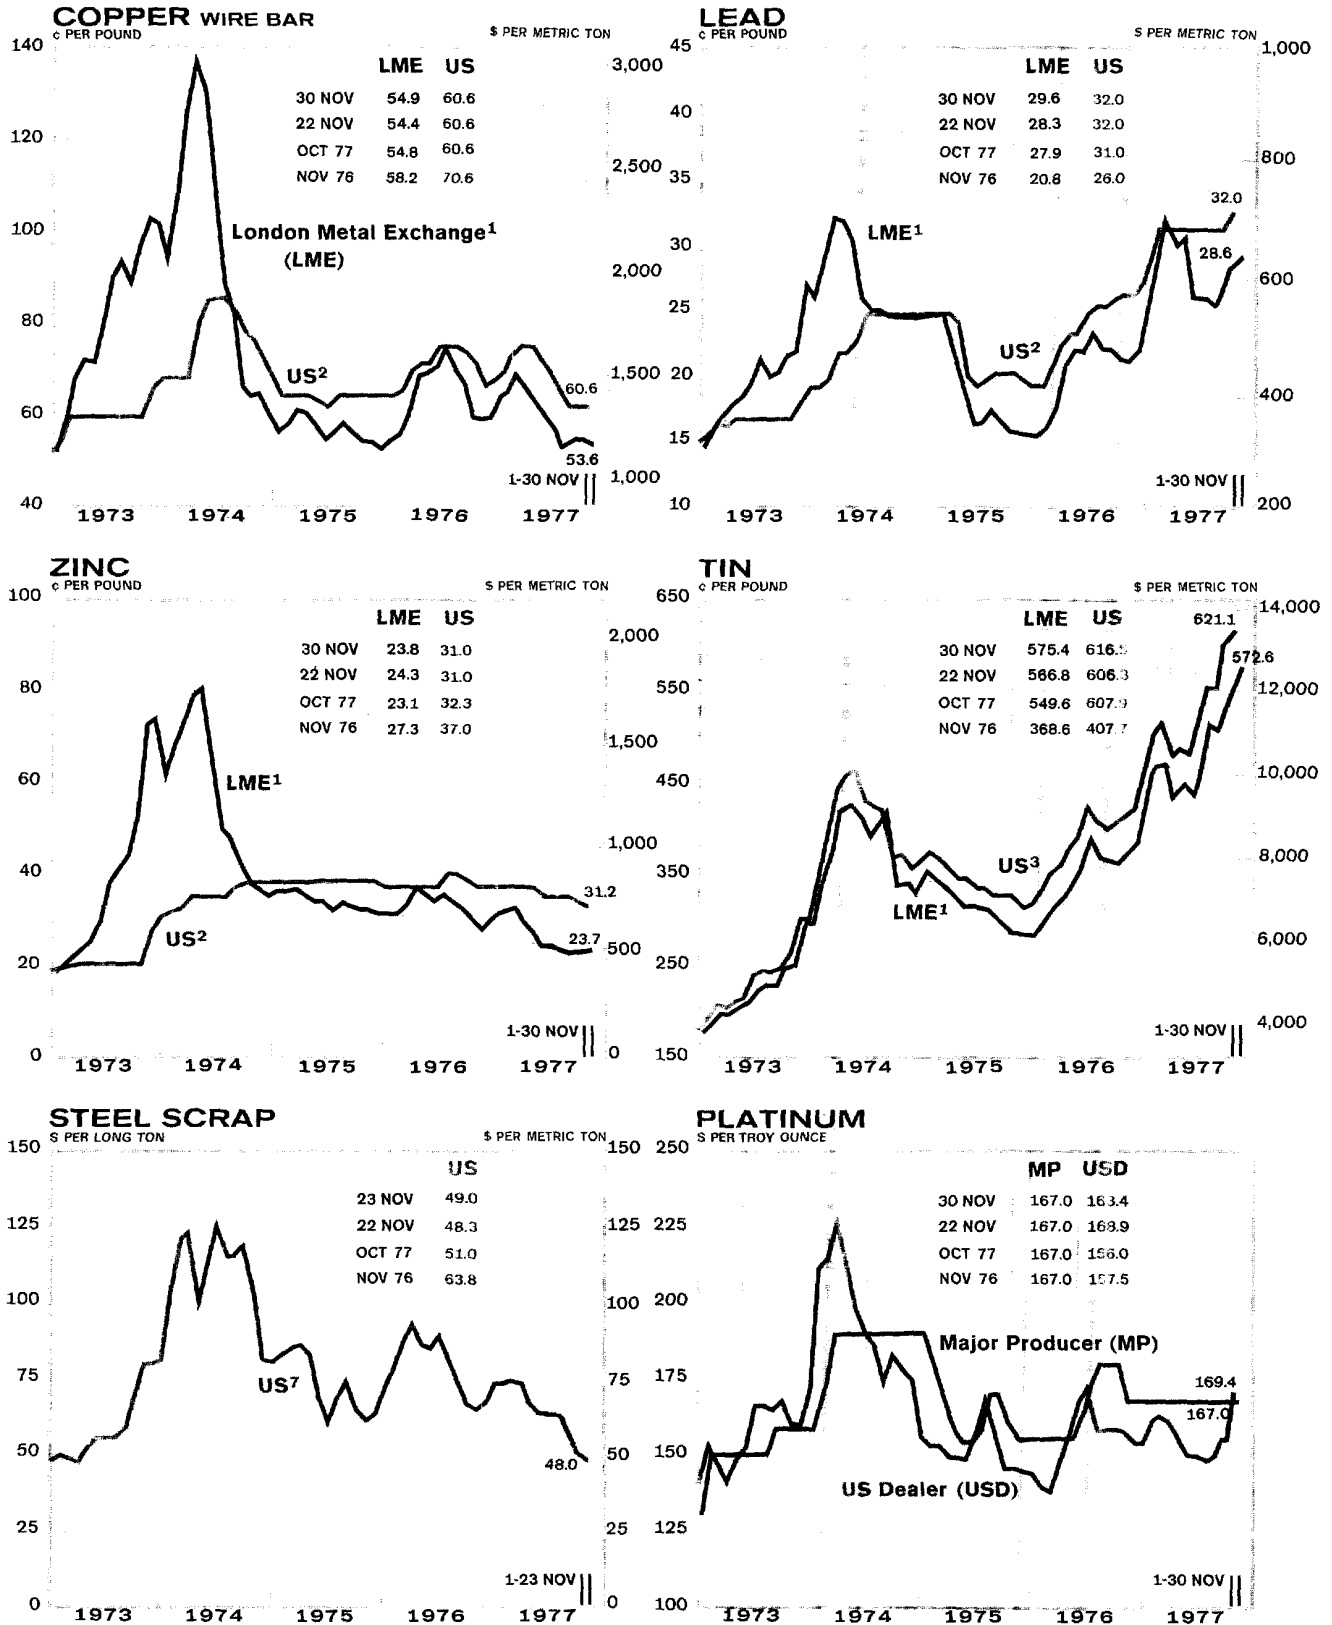 COPPER WIRE BAR
¢ PER POUND
$ PER METRIC TON
LME US
30 NOV 54.9 60.6
22 NOV 54.4 60.6
OCT 77 54.8 60.6
NOV 76 58.2 70.6
London Metal Exchange¹
(LME)
US²
60.6
53.6
1-30 NOV
140
120
100
80
60
40
3,000
2,500
2,000
1,500
1,000
1973 1974 1975 1976 1977
LEAD
¢ PER POUND
$ PER METRIC TON
LME US
30 NOV 29.6 32.0
22 NOV 28.3 32.0
OCT 77 27.9 31.0
NOV 76 20.8 26.0
LME¹
US²
32.0
28.6
1-30 NOV
45
40
35
30
25
20
15
10
1,000
800
600
400
200
1973 1974 1975 1976 1977
ZINC
¢ PER POUND
$ PER METRIC TON
LME US
30 NOV 23.8 31.0
22 NOV 24.3 31.0
OCT 77 23.1 32.3
NOV 76 27.3 37.0
LME¹
US²
31.2
23.7
1-30 NOV
100
80
60
40
20
0
2,000
1,500
1,000
500
0
1973 1974 1975 1976 1977
TIN
¢ PER POUND
$ PER METRIC TON
LME US
30 NOV 575.4
22 NOV 566.8
OCT 77 549.6
NOV 76 368.6
US³
LME¹
621.1
572.6
1-30 NOV
650
550
450
350
250
150
14,000
12,000
10,000
8,000
6,000
4,000
1973 1974 1975 1976 1977
STEEL SCRAP
$ PER LONG TON
$ PER METRIC TON
US
23 NOV 49.0
22 NOV 48.3
OCT 77 51.0
NOV 76 63.8
US⁷
48.0
1-23 NOV
150
125
100
75
50
25
0
150
125
100
75
50
25
0
1973 1974 1975 1976 1977
PLATINUM
$ PER TROY OUNCE
MP USD
30 NOV 167.0
22 NOV 167.0 168.9
OCT 77 167.0 156.0
NOV 76 167.0 157.5
Major Producer (MP)
US Dealer (USD)
169.4
167.0
1-30 NOV
250
225
200
175
150
125
100
1973 1974 1975 1976 1977